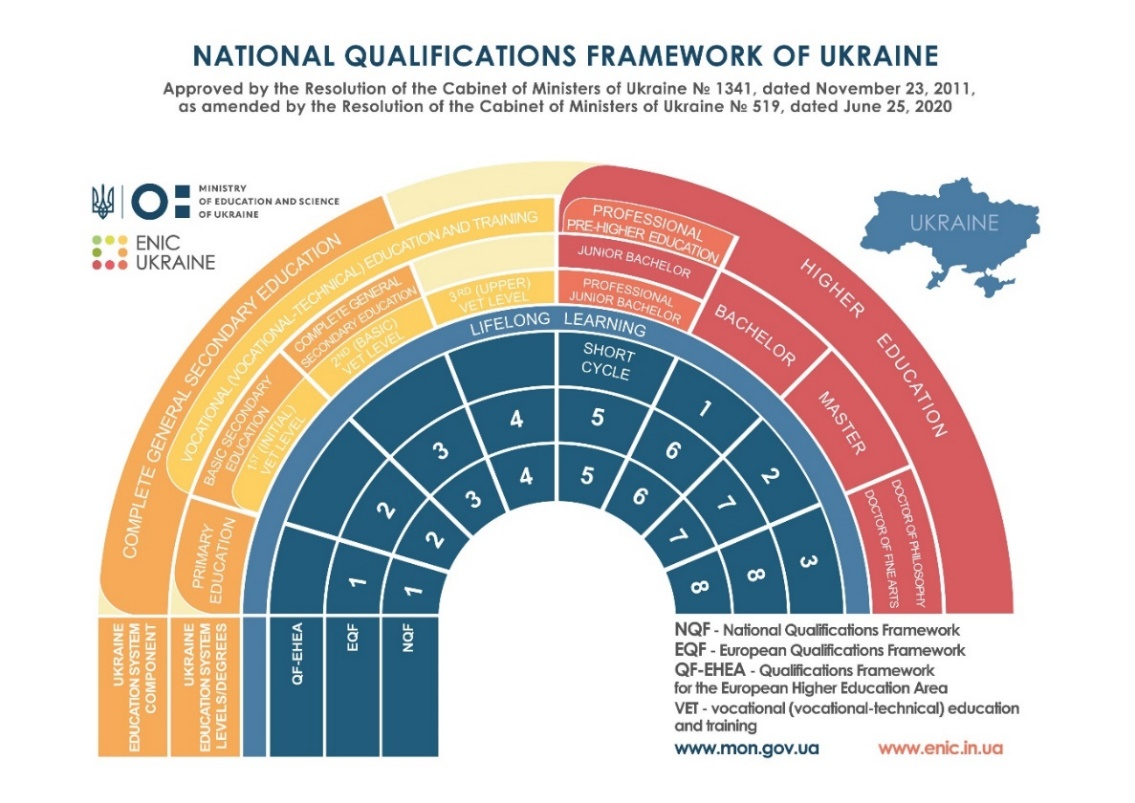 NATIONAL QUALIFICATIONS FRAMEWORK OF UKRAINE
Approved by the Resolution of the Cabinet of Ministers of Ukraine № 1341, dated November 23, 2011,
as amended by the Resolution of the Cabinet of Ministers of Ukraine № 519, dated June 25, 2020
MINISTRY
OF EDUCATION AND SCIENCE
OF UKRAINE
ENIC
UKRAINE
UKRAINE
COMPLETE GENERAL SECONDARY EDUCATION
VOCATIONAL (VOCATIONAL-TECHNICAL) EDUCATION AND TRAINING
PROFESSIONAL
PRE-HIGHER EDUCATION
HIGHER EDUCATION
PRIMARY
EDUCATION
BASIC SECONDARY
EDUCATION
1ST (INITIAL)
VET LEVEL
COMPLETE GENERAL
SECONDARY EDUCATION
2ND (BASIC)
VET LEVEL
3RD (UPPER)
VET LEVEL
JUNIOR BACHELOR
PROFESSIONAL
JUNIOR BACHELOR
BACHELOR
MASTER
DOCTOR OF PHILOSOPHY
DOCTOR OF FINE ARTS
LIFELONG LEARNING
SHORT
CYCLE
1
2
3
1
2
3
4
5
6
7
8
1
2
3
4
5
6
7
8
UKRAINE
EDUCATION SYSTEM
COMPONENT
UKRAINE
EDUCATION SYSTEM
LEVELS/DEGREES
QF-EHEA
EQF
NQF
NQF - National Qualifications Framework
EQF - European Qualifications Framework
QF-EHEA - Qualifications Framework
for the European Higher Education Area
VET - vocational (vocational-technical) education
and training
www.mon.gov.ua
www.enic.in.ua